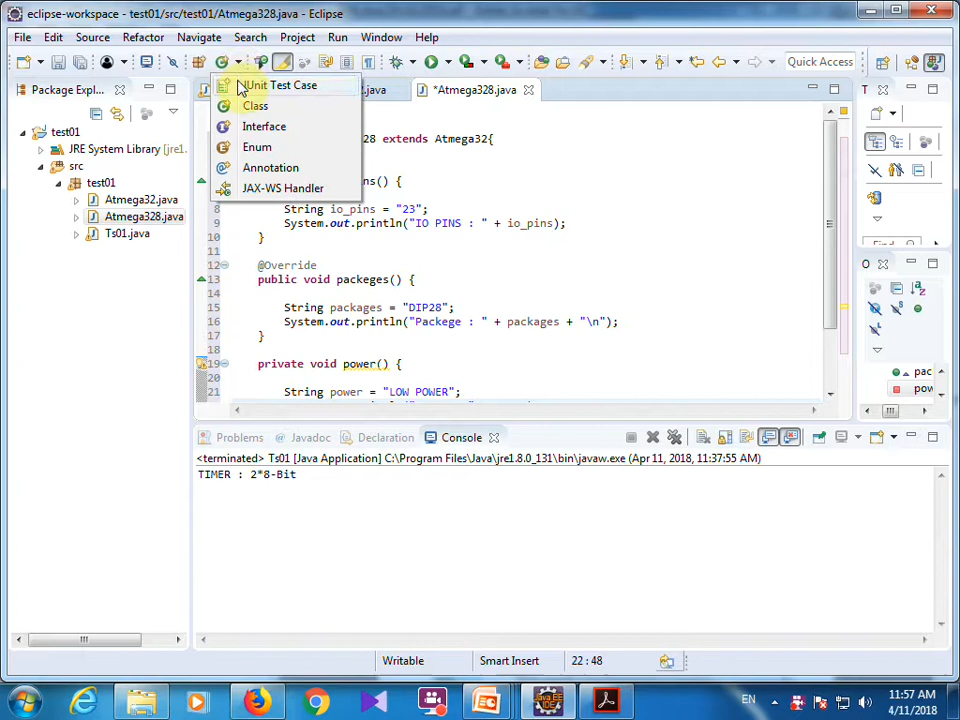 eclipse-workspace - test01/src/test01/Atmega328.java - Eclipse
File Edit Source Refactor Navigate Search Project Run Window Help
Quick Access
Package Expl...
.java
*Atmega328.java
T
JUnit Test Case
Class
Interface
Enum
Annotation
JAX-WS Handler
test01
JRE System Library [jre1.
src
test01
Atmega32.java
Atmega328.java
Ts01.java
28 extends Atmega32{
ns() {
8 String io_pins = "23";
9 System.out.println("IO PINS : " + io_pins);
10 }
11
12 @Override
13 public void packeges() {
14
15 String packages = "DIP28";
16 System.out.println("Packege : " + packages + "\n");
17 }
18
19 private void power() {
20
21 String power = "LOW POWER";
Find
O
pac
pow
Problems Javadoc Declaration Console
<terminated> Ts01 [Java Application] C:\Program Files\Java\jre1.8.0_131\bin\javaw.exe (Apr 11, 2018, 11:37:55 AM)
TIMER : 2*8-Bit
Writable Smart Insert 22 : 48
EN
11:57 AM
4/11/2018